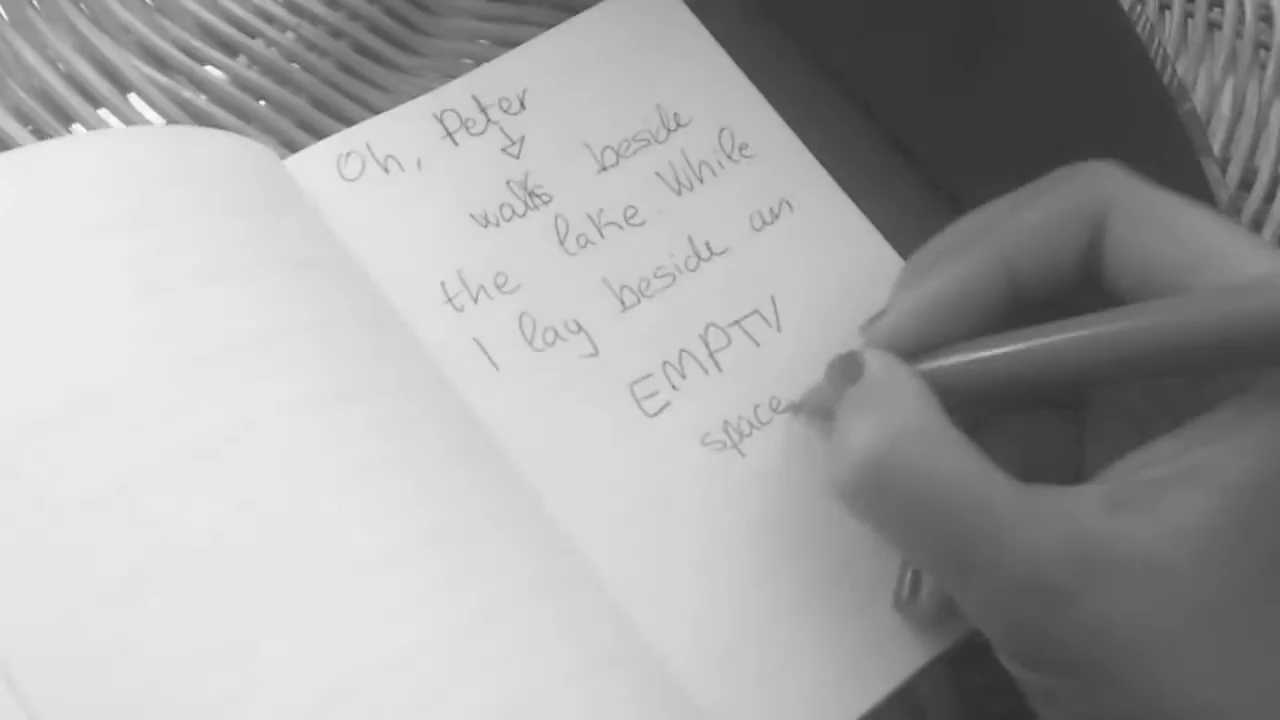 Oh, Peter
walks beside
the lake. While
I lay beside an
EMPTY
space